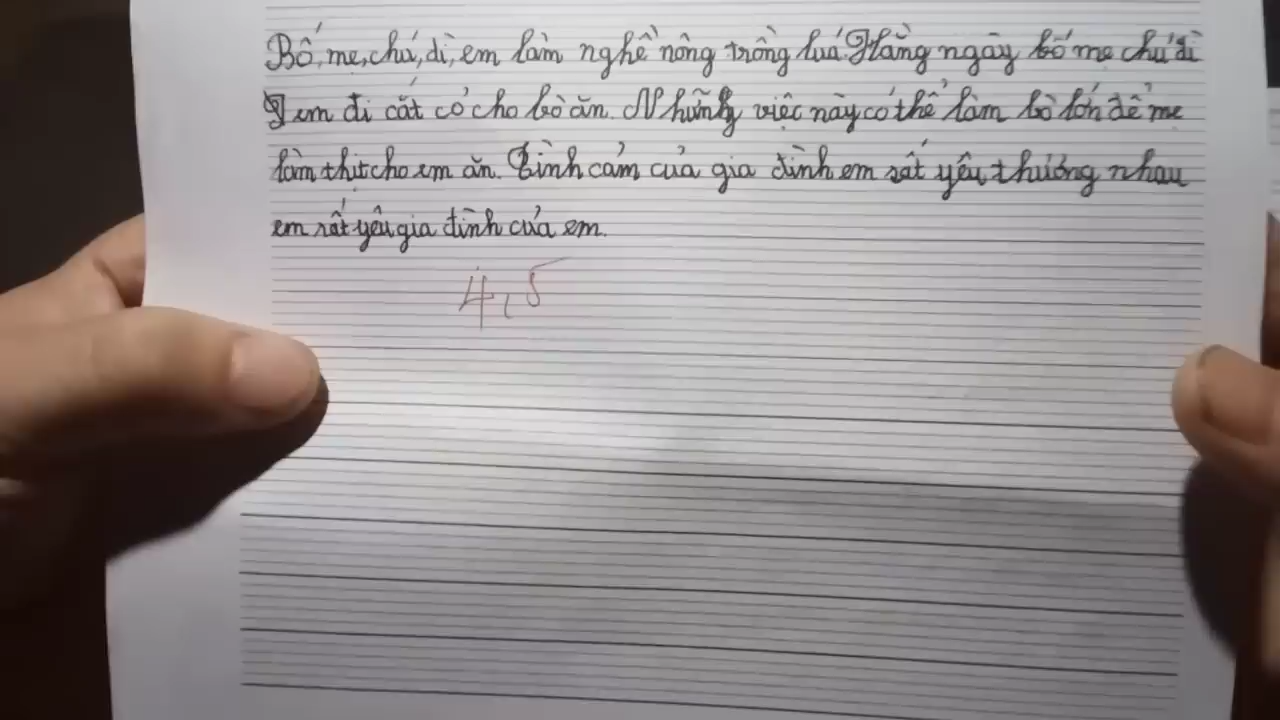 Bố, mẹ, chú, dì, em làm nghề nông trồng luá. Hằng ngày bố mẹ chú dì
em đi cắt cỏ cho bò ăn. Những việc này có thể làm bò lớn để mẹ
làm thịt cho em ăn. Tình cảm của gia đình em rất yêu thương nhau
em rất yêu gia đình của em.
4,5